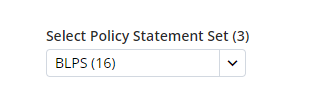 Select Policy Statement Set (3)
BLPS (16)